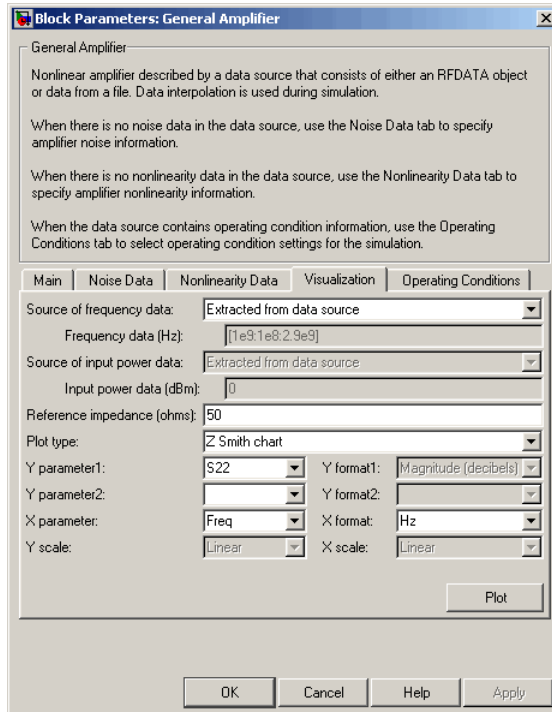 Block Parameters: General Amplifier
General Amplifier
Nonlinear amplifier described by a data source that consists of either an RFDATA object
or data from a file. Data interpolation is used during simulation.
When there is no noise data in the data source, use the Noise Data tab to specify
amplifier noise information.
When there is no nonlinearity data in the data source, use the Nonlinearity Data tab to
specify amplifier nonlinearity information.
When the data source contains operating condition information, use the Operating
Conditions tab to select operating condition settings for the simulation.
Main Noise Data Nonlinearity Data Visualization Operating Conditions
Source of frequency data: Extracted from data source
Frequency data (Hz): [1e9:1e8:2.9e9]
Source of input power data: Extracted from data source
Input power data (dBm): 0
Reference impedance (ohms): 50
Plot type: Z Smith chart
Y parameter1: S22 Y format1: Magnitude (decibels)
Y parameter2: Y format2:
X parameter: Freq X format: Hz
Y scale: Linear X scale: Linear
Plot
OK Cancel Help Apply